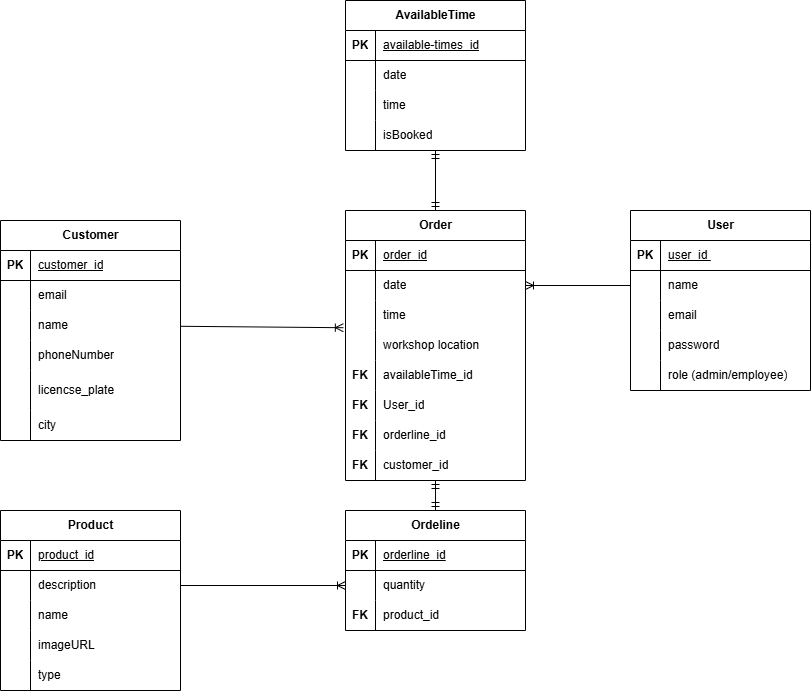 AvailableTime
PK available-times_id
date
time
isBooked
Customer
PK customer_id
email
name
phoneNumber
licencse_plate
city
Order
PK order_id
date
time
workshop location
FK availableTime_id
FK User_id
FK orderline_id
FK customer_id
User
PK user_id
name
email
password
role (admin/employee)
Product
PK product_id
description
name
imageURL
type
Ordeline
PK orderline_id
quantity
FK product_id